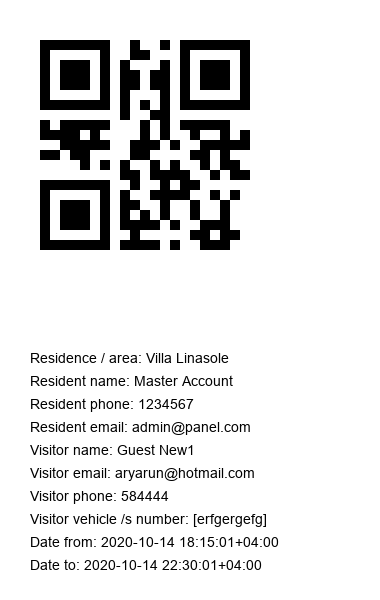 Residence / area: Villa Linasole
Resident name: Master Account
Resident phone: 1234567
Resident email: admin@panel.com
Visitor name: Guest New1
Visitor email: aryarun@hotmail.com
Visitor phone: 584444
Visitor vehicle /s number: [erfgergefg]
Date from: 2020-10-14 18:15:01+04:00
Date to: 2020-10-14 22:30:01+04:00